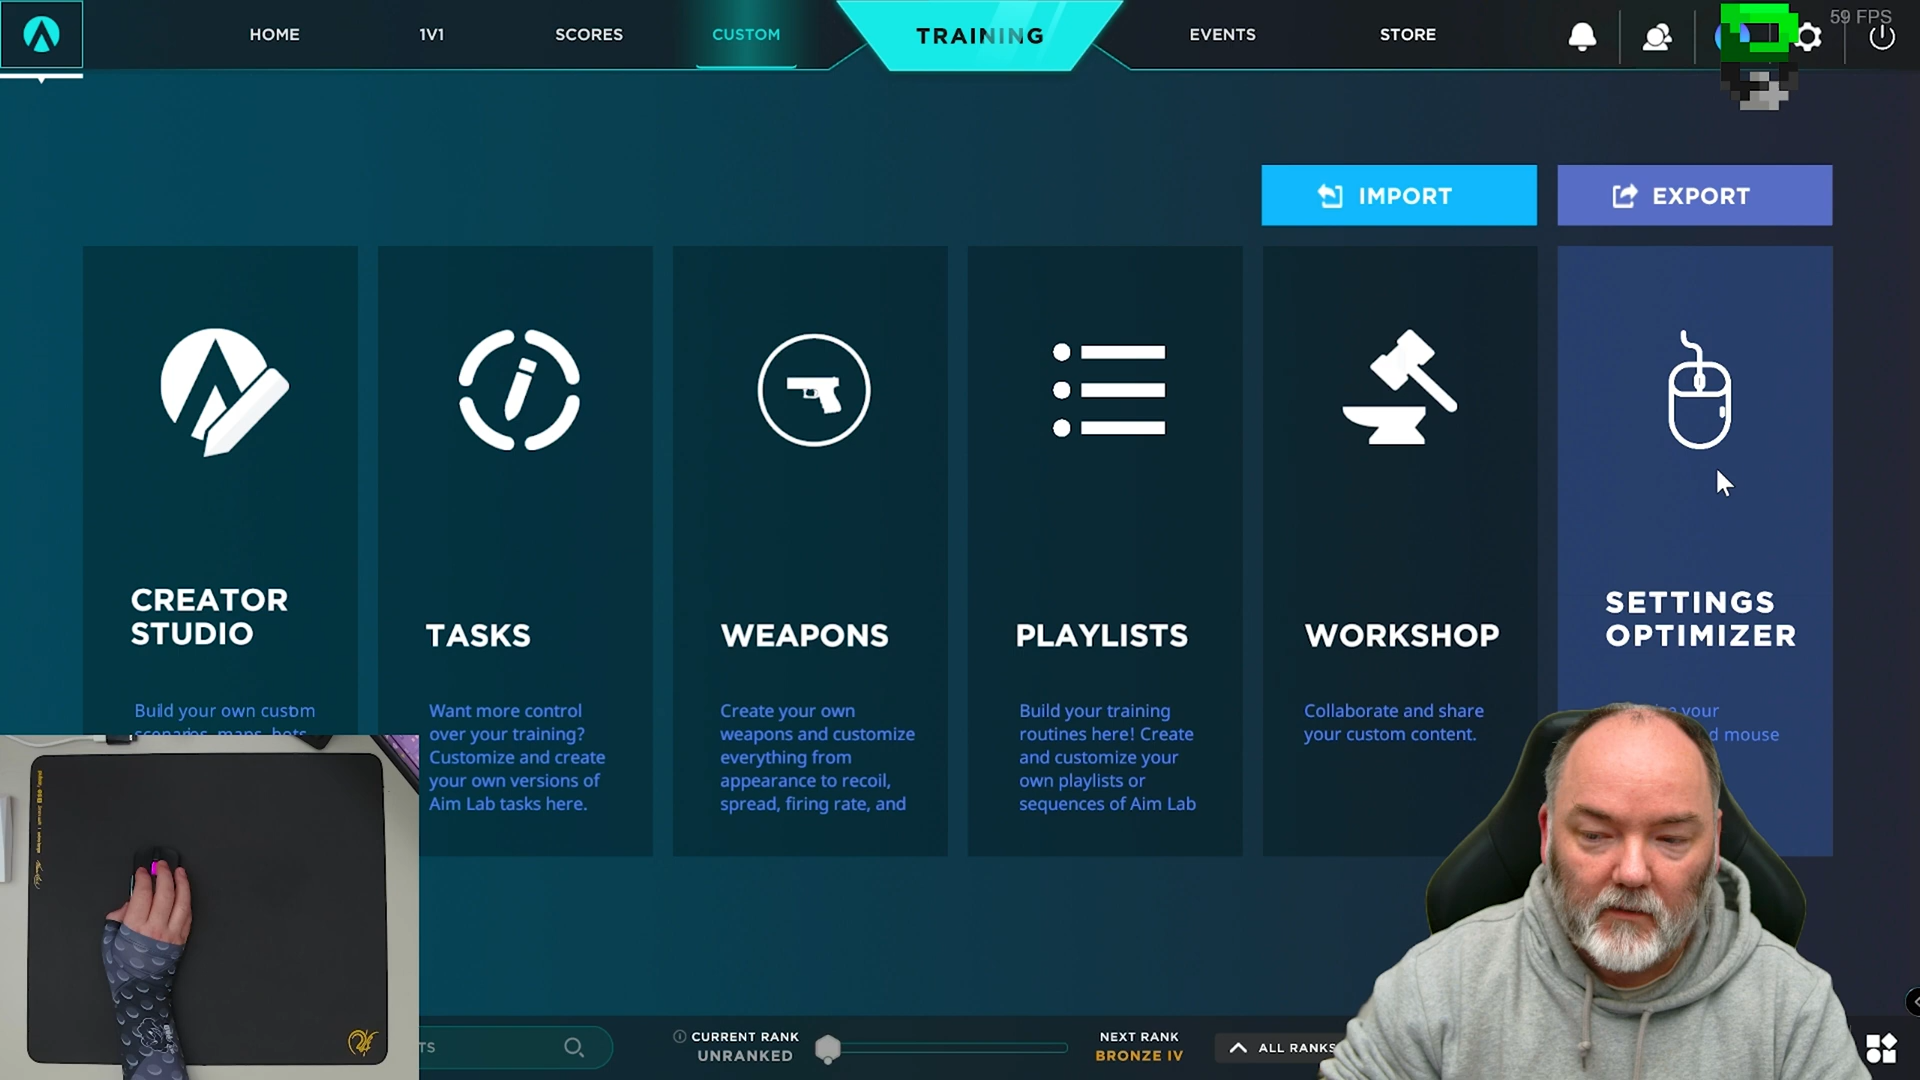 HOME
1V1
SCORES
CUSTOM
TRAINING
EVENTS
STORE
59 FPS
IMPORT
EXPORT
CREATOR
STUDIO
Build your own custom
scenarios, maps, bots
TASKS
Want more control
over your training?
Customize and create
your own versions of
Aim Lab tasks here.
WEAPONS
Create your own
weapons and customize
everything from
appearance to recoil,
spread, firing rate, and
PLAYLISTS
Build your training
routines here! Create
and customize your
own playlists or
sequences of Aim Lab
WORKSHOP
Collaborate and share
your custom content.
SETTINGS
OPTIMIZER
your
mouse
CURRENT RANK
UNRANKED
NEXT RANK
BRONZE IV
ALL RANKS